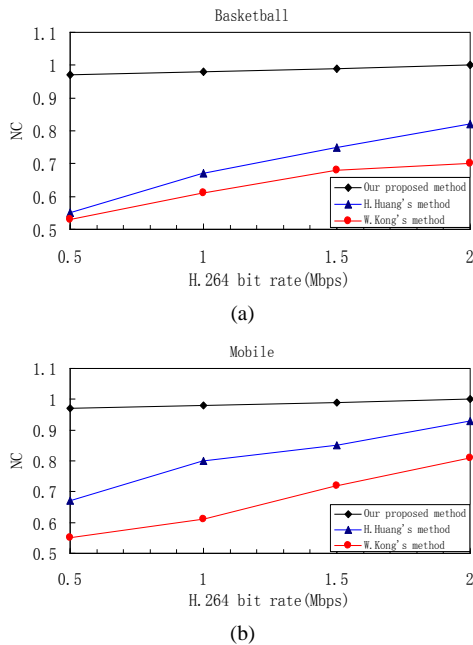 Basketball
1.1
1
0.9
0.8
0.7
0.6
0.5
NC
Our proposed method
H.Huang's method
W.Kong's method
0.5 1 1.5 2
H.264 bit rate(Mbps)
(a)
Mobile
1.1
1
0.9
0.8
0.7
0.6
0.5
NC
Our proposed method
H.Huang's method
W.Kong's method
0.5 1 1.5 2
H.264 bit rate(Mbps)
(b)